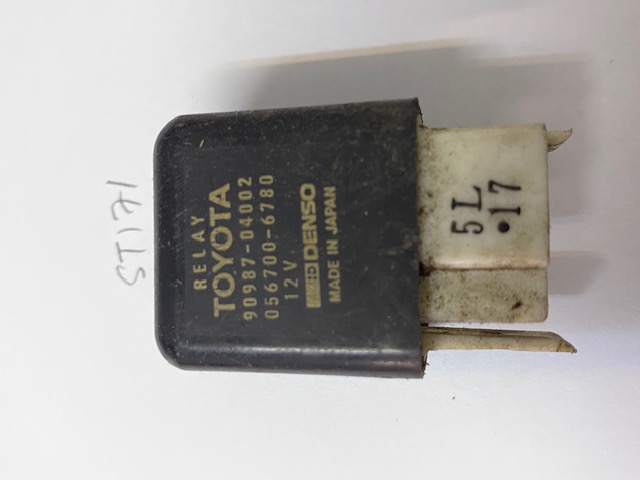 ST171
RELAY
TOYOTA
90987-04002
056700-6780
12V
DENSO
MADE IN JAPAN
5L
•17